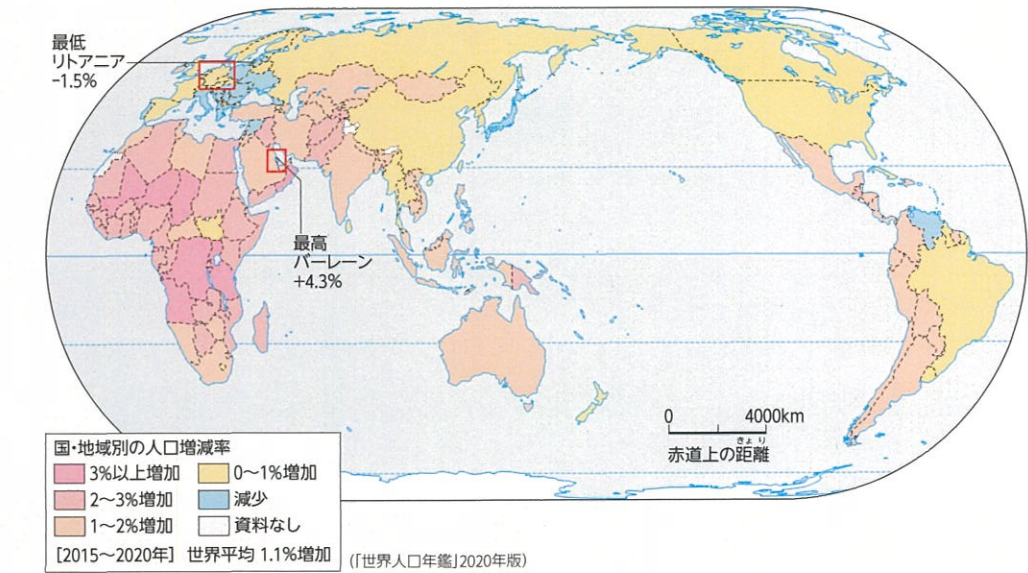 最低
リトアニア
-1.5%
最高
バーレーン
+4.3%
0 4000km
きょり
赤道上の距離
国・地域別の人口増減率
3%以上増加
0～1%増加
2～3%増加
減少
1～2%増加
資料なし
[2015～2020年] 世界平均 1.1%増加
(「世界人口年鑑」2020年版)